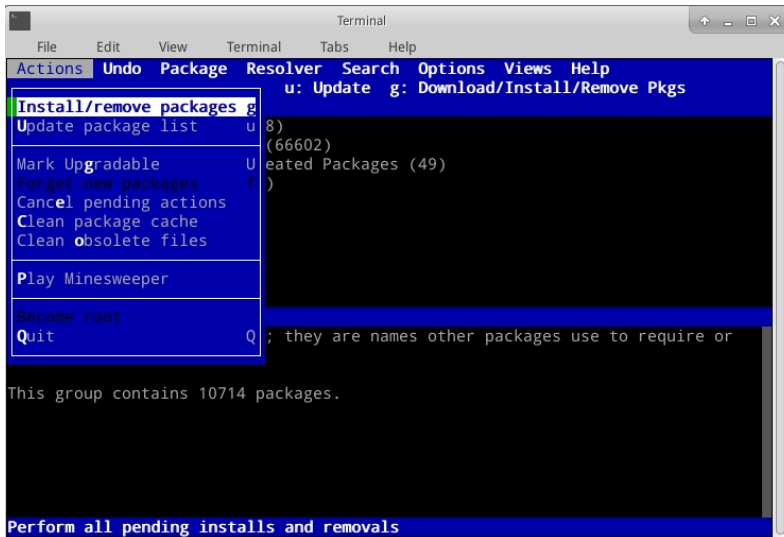 Terminal
File Edit View Terminal Tabs Help
Actions Undo Package Resolver Search Options Views Help
u: Update g: Download/Install/Remove Pkgs
Install/remove packages g
Update package list u 8)
(66602)
Mark Upgradable U eated Packages (49)
Forget new packages f )
Cancel pending actions
Clean package cache
Clean obsolete files
Play Minesweeper
Become root
Quit Q ; they are names other packages use to require or
This group contains 10714 packages.
Perform all pending installs and removals